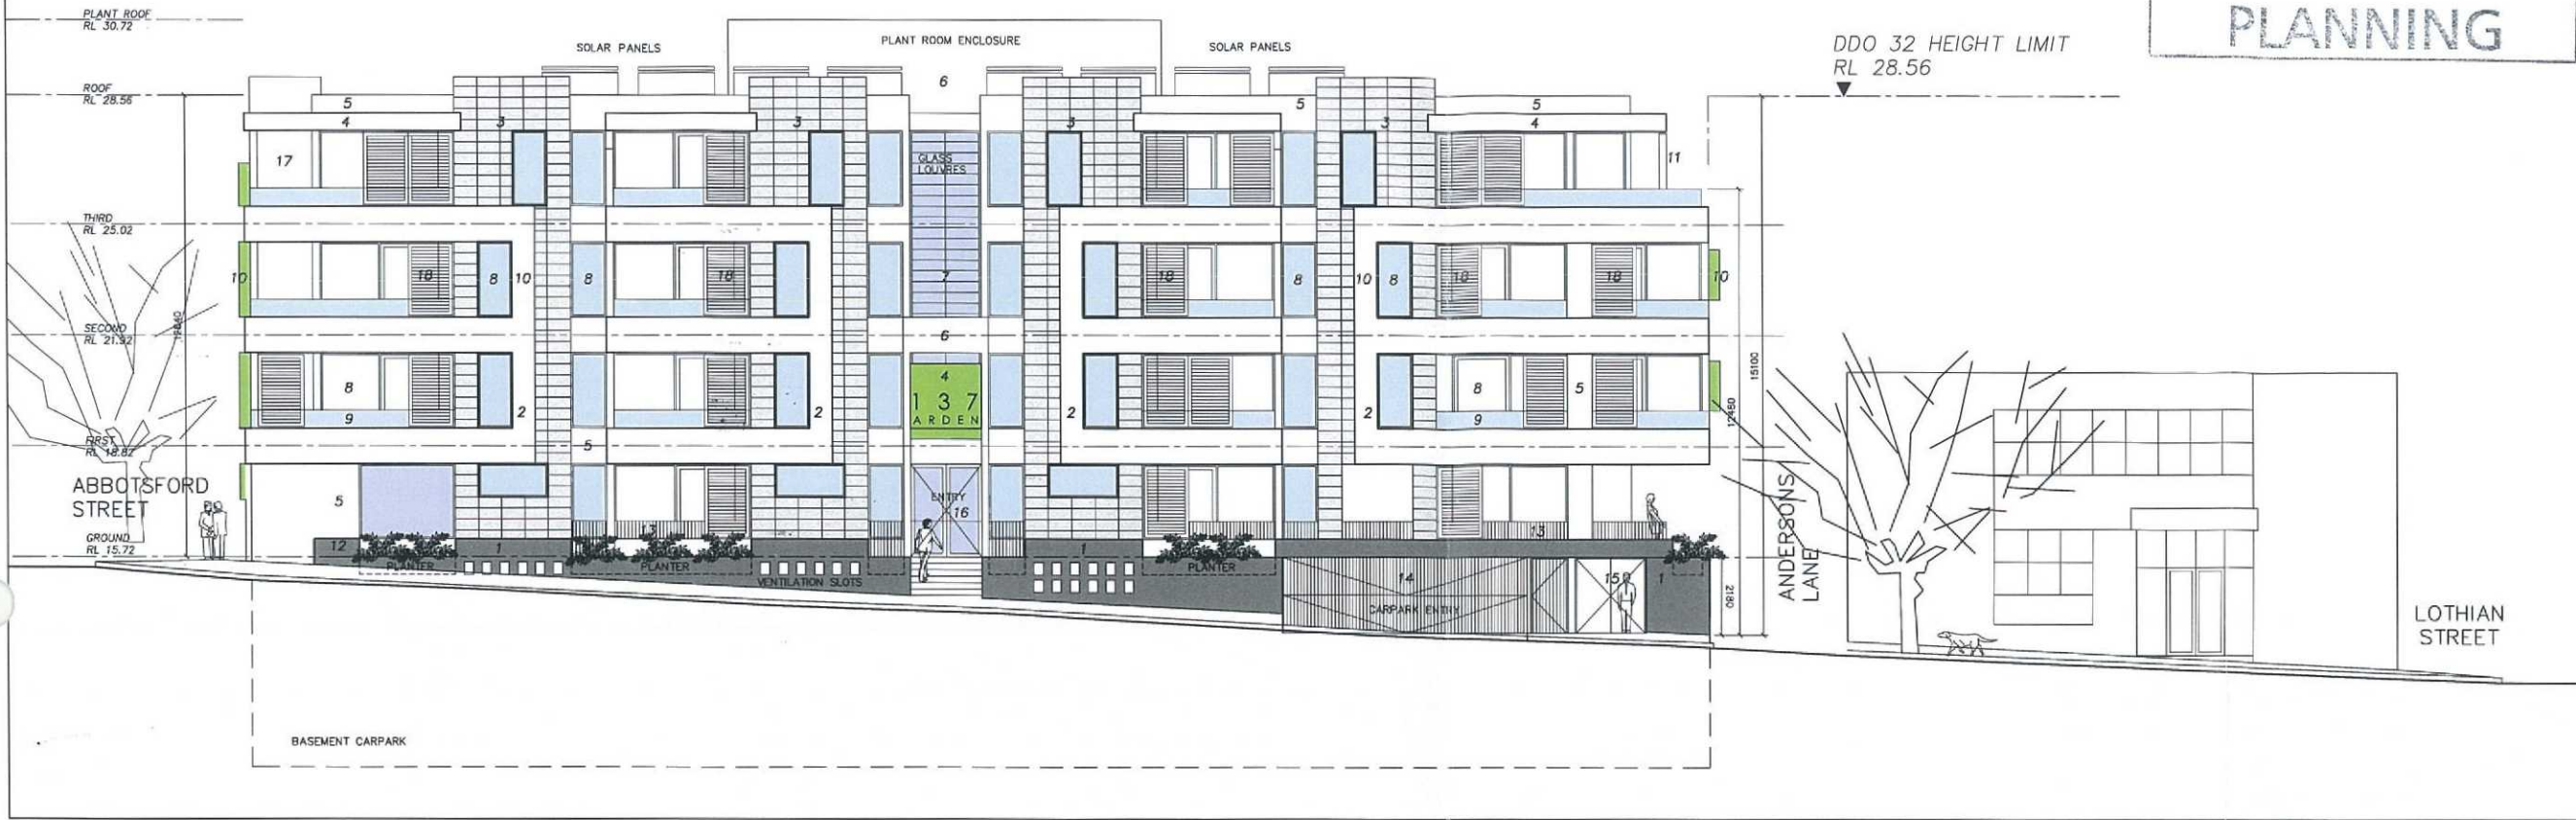 PLANNING
PLANT ROOF
RL 30.72
SOLAR PANELS
PLANT ROOM ENCLOSURE
SOLAR PANELS
DDO 32 HEIGHT LIMIT
RL 28.56
ROOF
RL 28.56
6
5
5
5
4
4
3
3
3
3
17
GLASS
LOUVRES
11
THIRD
RL 25.02
10
18
8
10
8
18
7
18
8
10
8
18
18
10
SECOND
RL 21.92
6
15100
12450
8
9
2
2
4
137
ARDEN
2
2
8
9
5
FIRST
RL 18.82
5
ABBOTSFORD
STREET
5
ENTRY
16
13
13
ANDERSONS
LANE
GROUND
RL 15.72
12
1
1
PLANTER
PLANTER
VENTILATION SLOTS
PLANTER
14
CARPARK ENTRY
15
1
2180
LOTHIAN
STREET
BASEMENT CARPARK